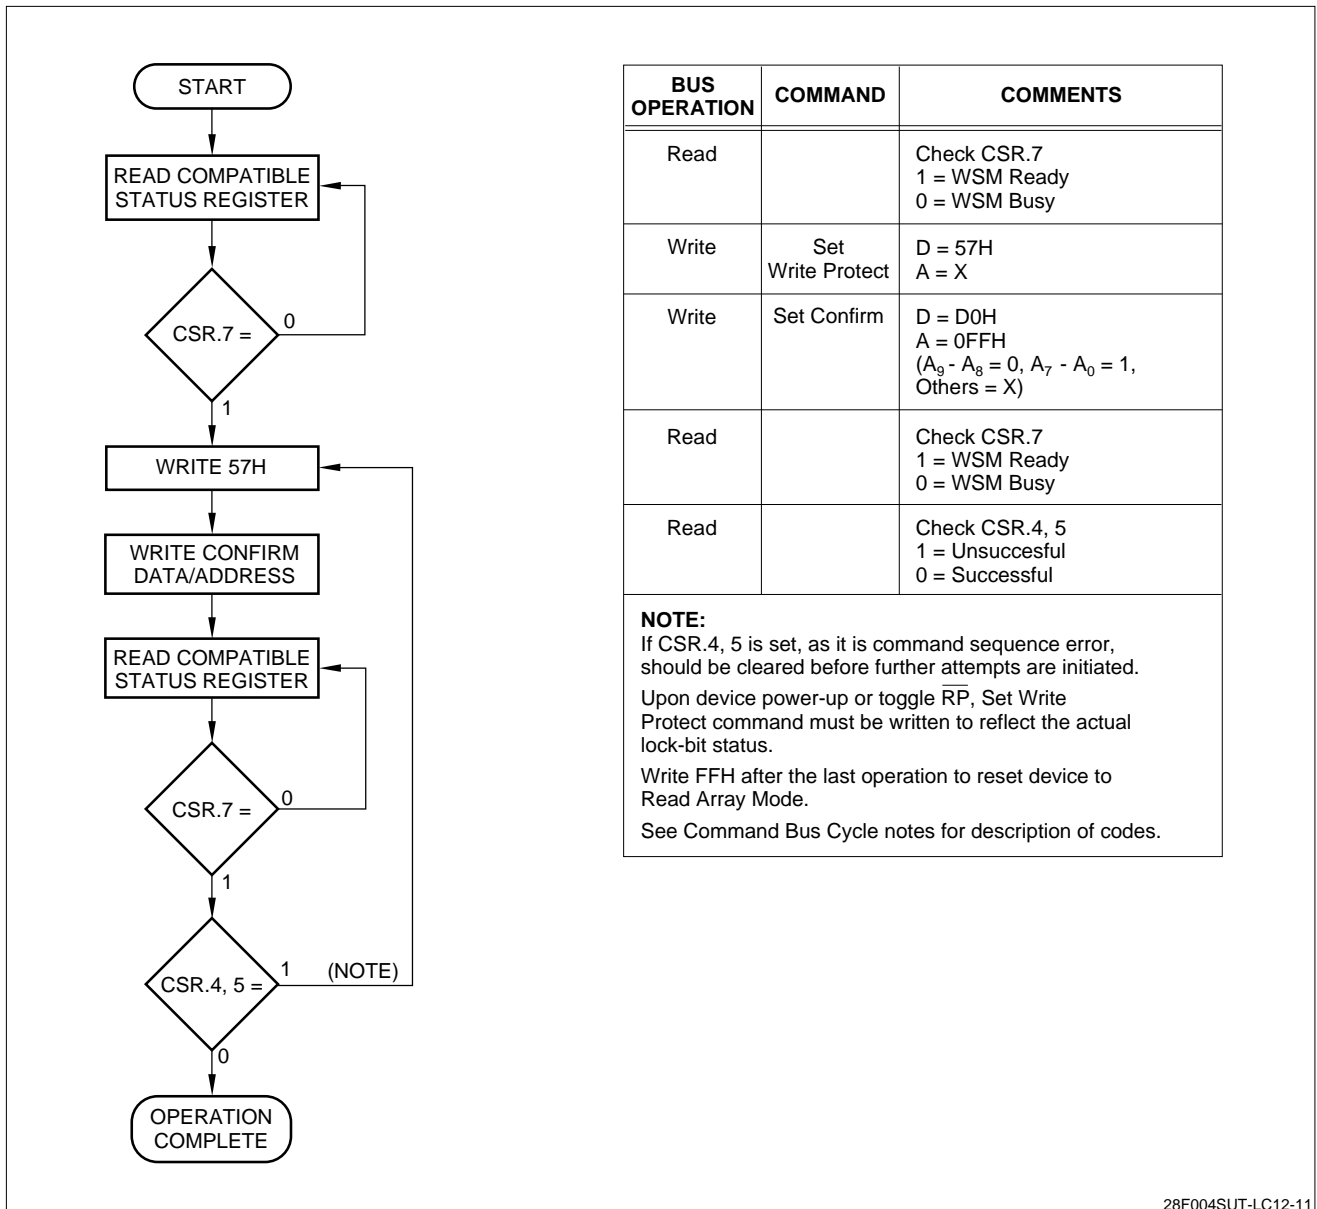 START
READ COMPATIBLE
STATUS REGISTER
CSR.7 =
0
1
WRITE 57H
WRITE CONFIRM
DATA/ADDRESS
READ COMPATIBLE
STATUS REGISTER
CSR.7 =
0
1
CSR.4, 5 =
1
(NOTE)
0
OPERATION
COMPLETE
BUS
OPERATION
COMMAND
COMMENTS
Read
Check CSR.7
1 = WSM Ready
0 = WSM Busy
Write
Set
Write Protect
D = 57H
A = X
Write
Set Confirm
D = D0H
A = 0FFH
(A9 - A8 = 0, A7 - A0 = 1,
Others = X)
Read
Check CSR.7
1 = WSM Ready
0 = WSM Busy
Read
Check CSR.4, 5
1 = Unsuccesful
0 = Successful
NOTE:
If CSR.4, 5 is set, as it is command sequence error,
should be cleared before further attempts are initiated.
Upon device power-up or toggle R̅P̅, Set Write
Protect command must be written to reflect the actual
lock-bit status.
Write FFH after the last operation to reset device to
Read Array Mode.
See Command Bus Cycle notes for description of codes.
28F004SUT-LC12-11